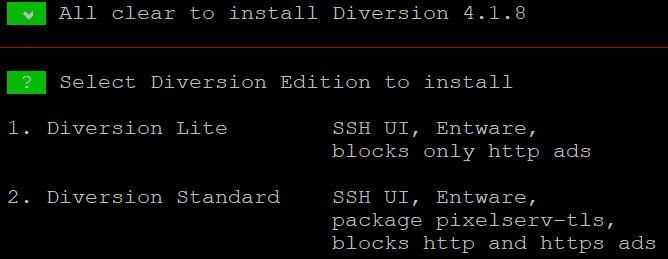 v All clear to install Diversion 4.1.8
? Select Diversion Edition to install
1. Diversion Lite SSH UI, Entware,
blocks only http ads
2. Diversion Standard SSH UI, Entware,
package pixelserv-tls,
blocks http and https ads